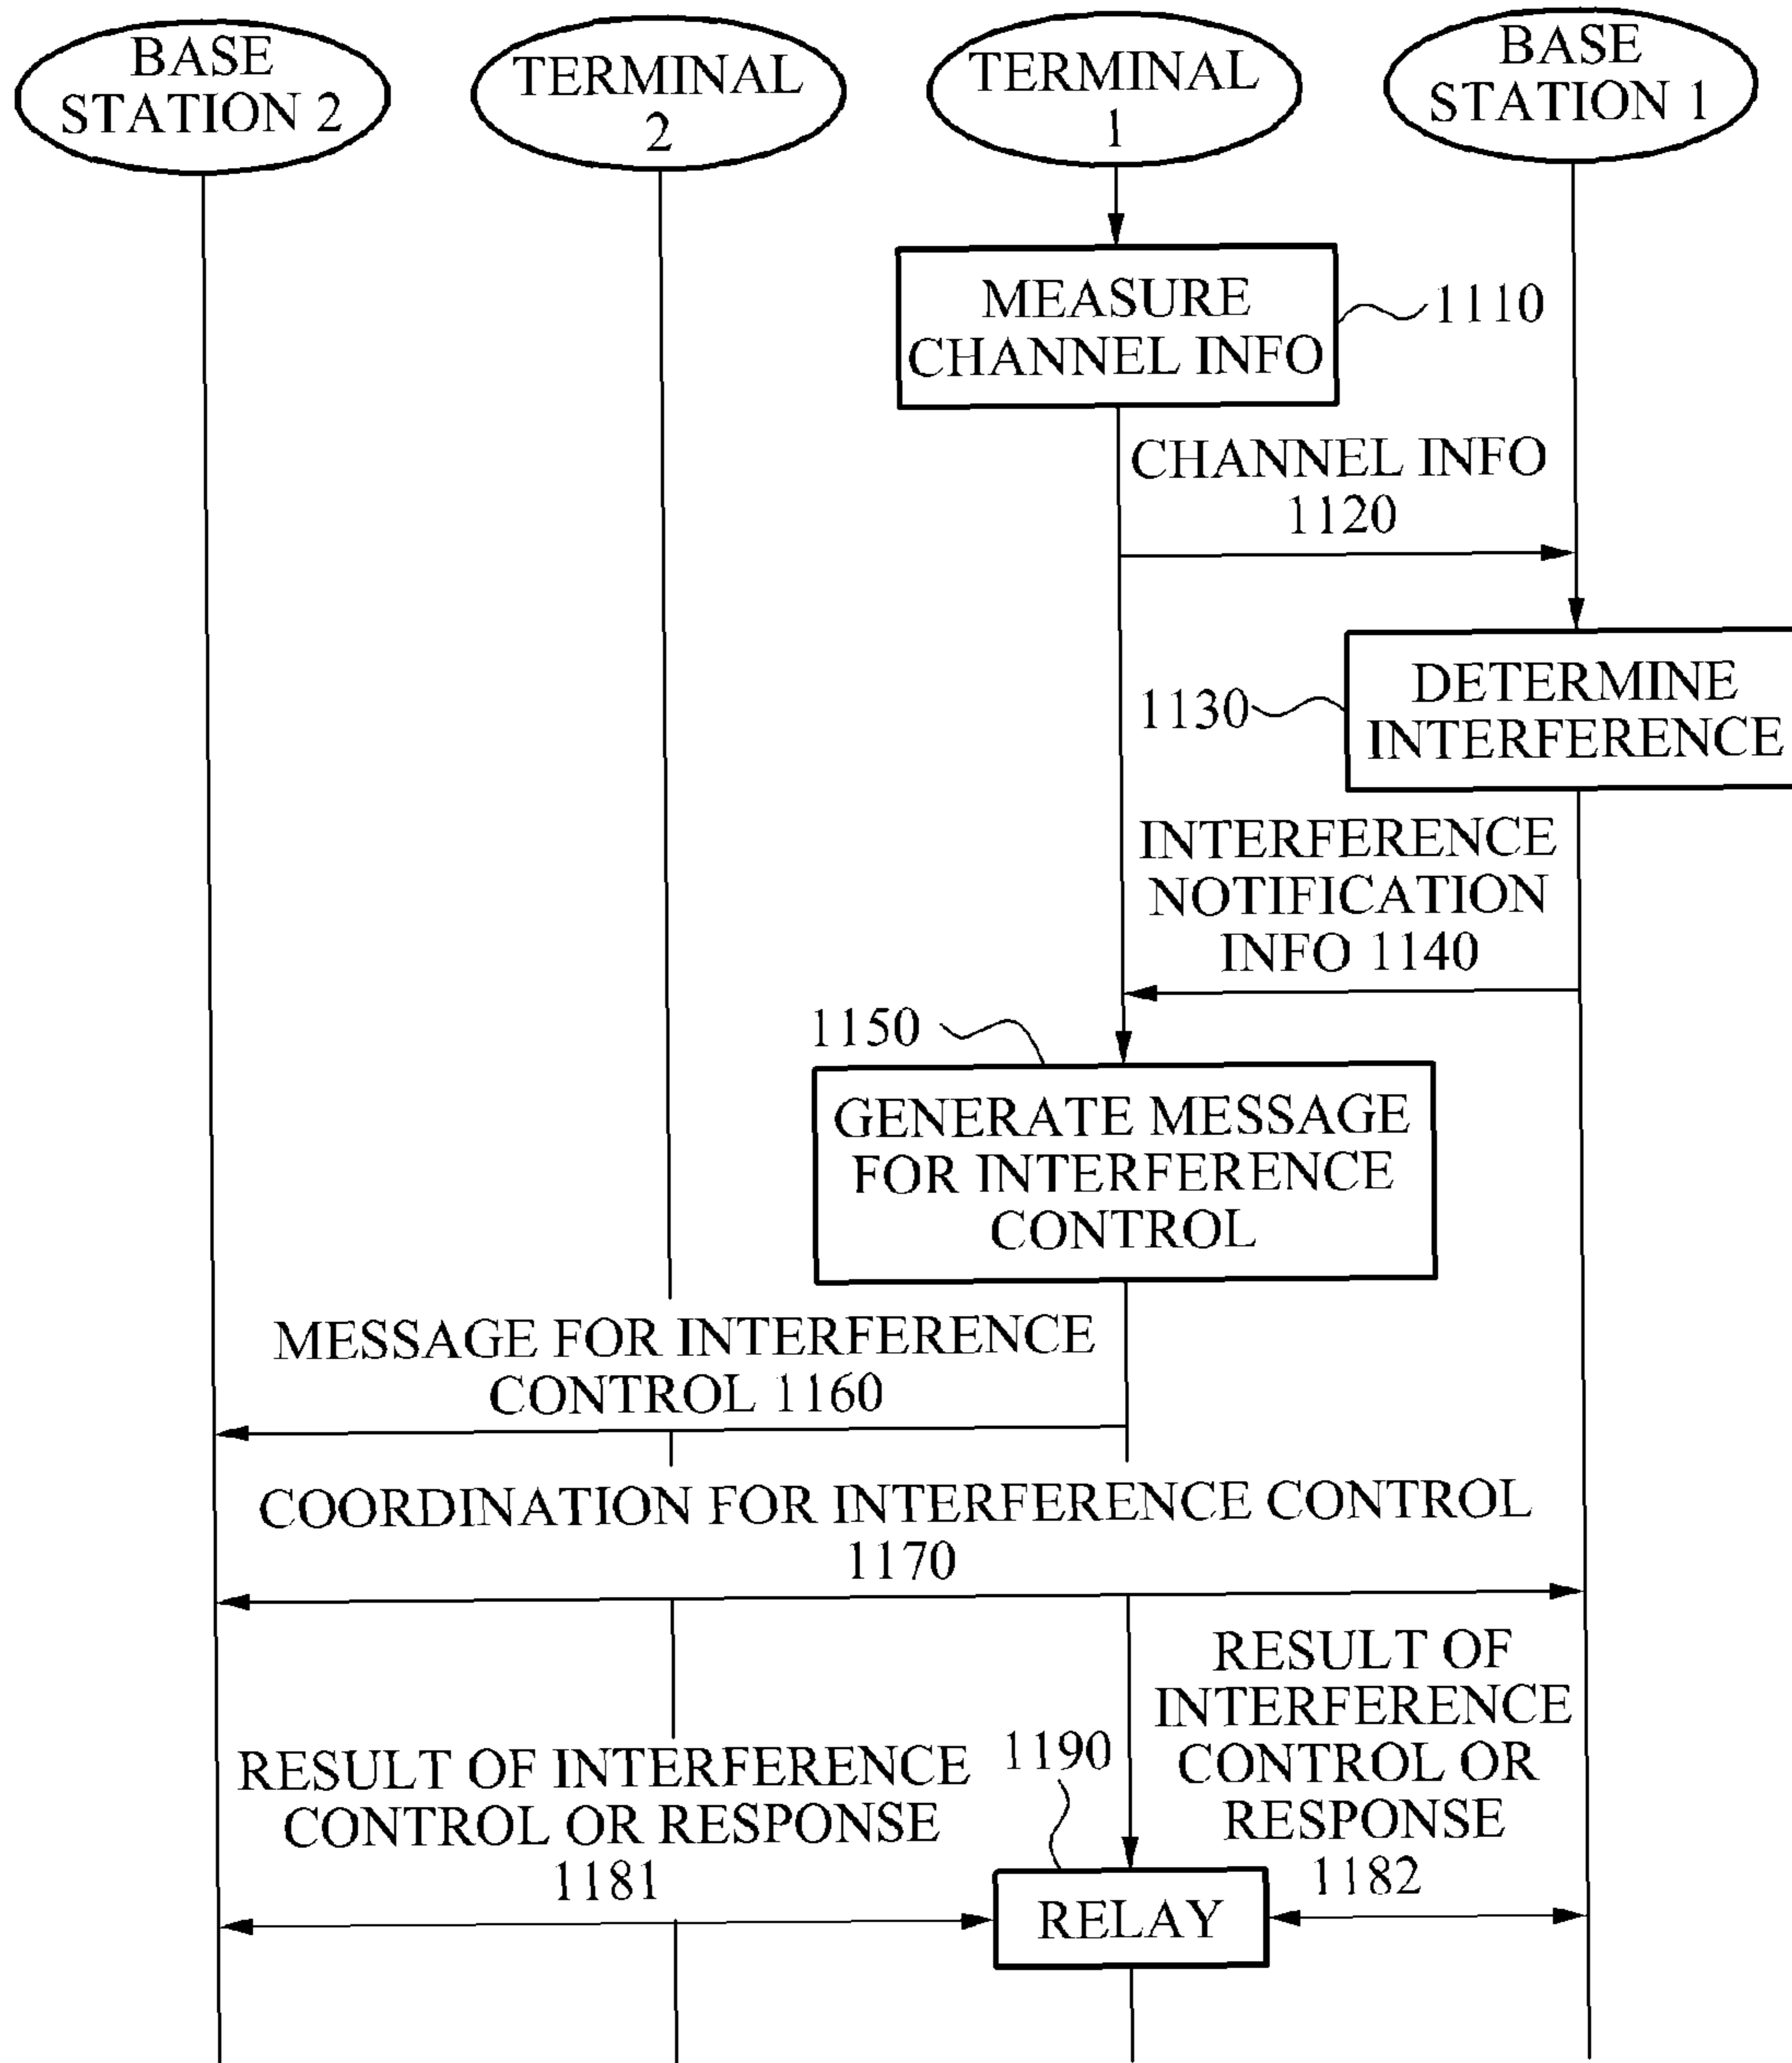 BASE
STATION 2
TERMINAL
2
TERMINAL
1
BASE
STATION 1
MEASURE
CHANNEL INFO
1110
CHANNEL INFO
1120
1130
DETERMINE
INTERFERENCE
INTERFERENCE
NOTIFICATION
INFO 1140
1150
GENERATE MESSAGE
FOR INTERFERENCE
CONTROL
MESSAGE FOR INTERFERENCE
CONTROL 1160
COORDINATION FOR INTERFERENCE CONTROL
1170
RESULT OF INTERFERENCE
CONTROL OR RESPONSE
1181
1190
RELAY
RESULT OF
INTERFERENCE
CONTROL OR
RESPONSE
1182